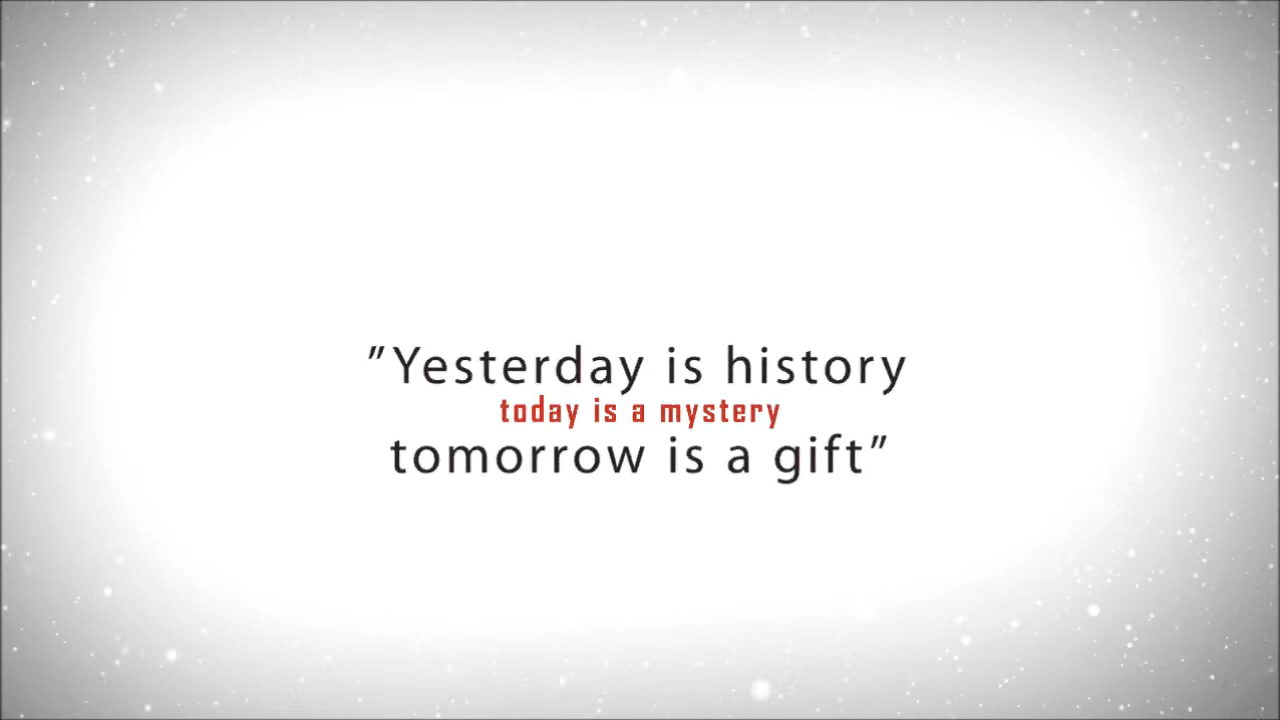 "Yesterday is history
today is a mystery
tomorrow is a gift"